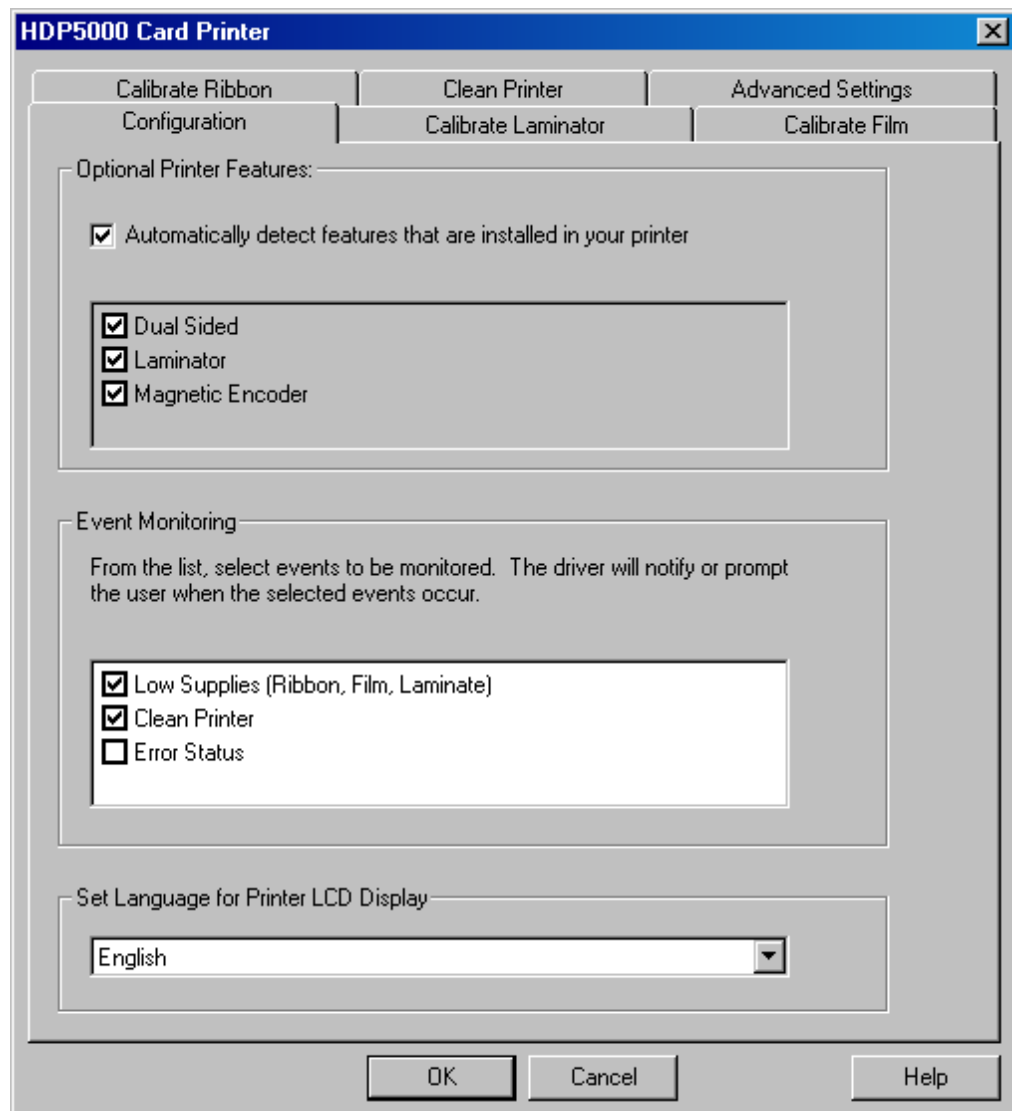 HDP5000 Card Printer
Calibrate Ribbon
Clean Printer
Advanced Settings
Configuration
Calibrate Laminator
Calibrate Film
Optional Printer Features:
Automatically detect features that are installed in your printer
Dual Sided
Laminator
Magnetic Encoder
Event Monitoring
From the list, select events to be monitored.  The driver will notify or prompt
the user when the selected events occur.
Low Supplies (Ribbon, Film, Laminate)
Clean Printer
Error Status
Set Language for Printer LCD Display
English
OK
Cancel
Help